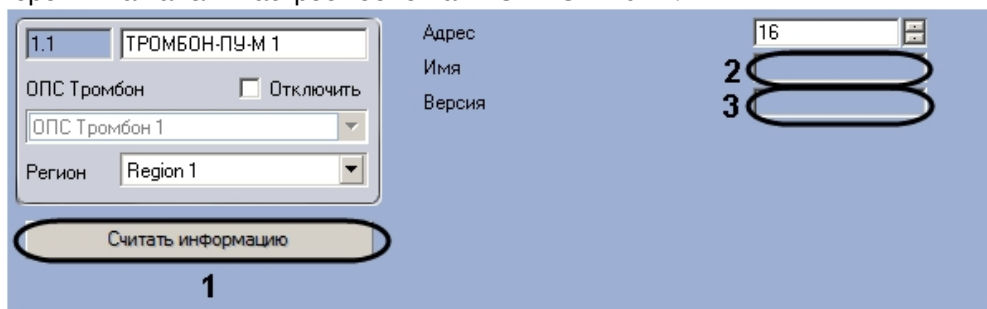 1.1 ТРОМБОН-ПУ-М 1
ОПС Тромбон Отключить
ОПС Тромбон 1
Регион Region 1
Считать информацию
1
Адрес 16
Имя 2
Версия 3